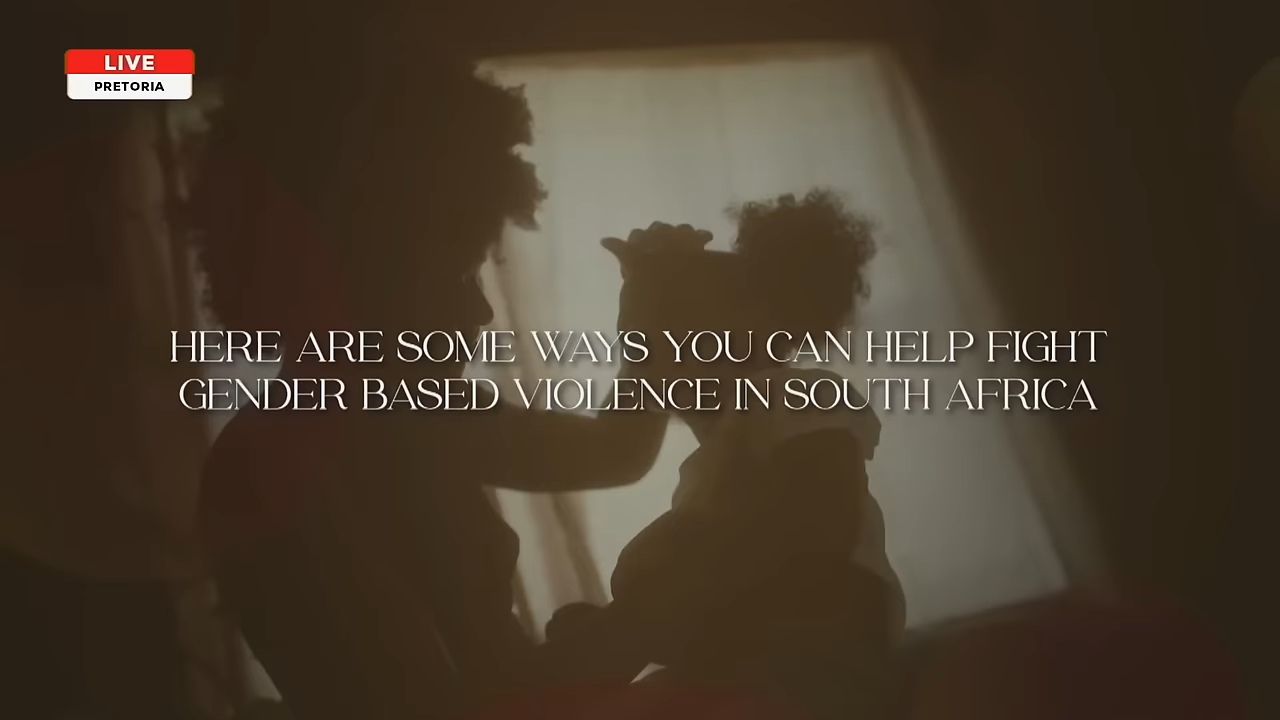 LIVE
PRETORIA
HERE ARE SOME WAYS YOU CAN HELP FIGHT
GENDER BASED VIOLENCE IN SOUTH AFRICA